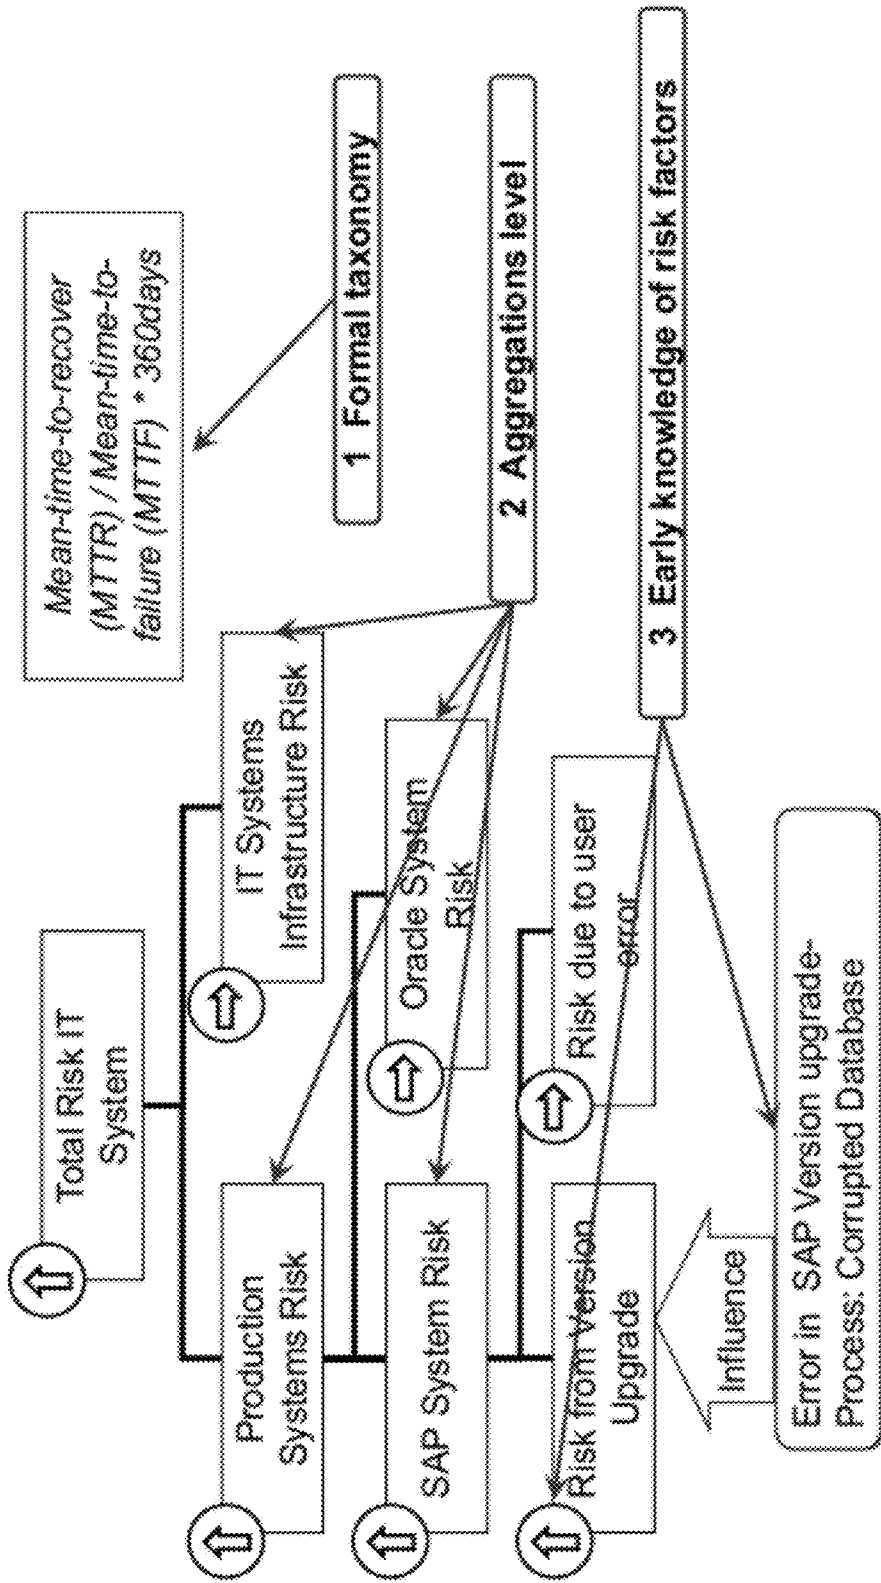 Total Risk IT
System
Mean-time-to-recover
(MTTR) / Mean-time-to-
failure (MTTF) * 360days
Production
Systems Risk
IT Systems
Infrastructure Risk
1 Formal taxonomy
SAP System Risk
Oracle System
Risk
2 Aggregations level
Risk from Version
Upgrade
Risk due to user
error
3 Early knowledge of risk factors
Influence
Error in SAP Version upgrade-
Process: Corrupted Database